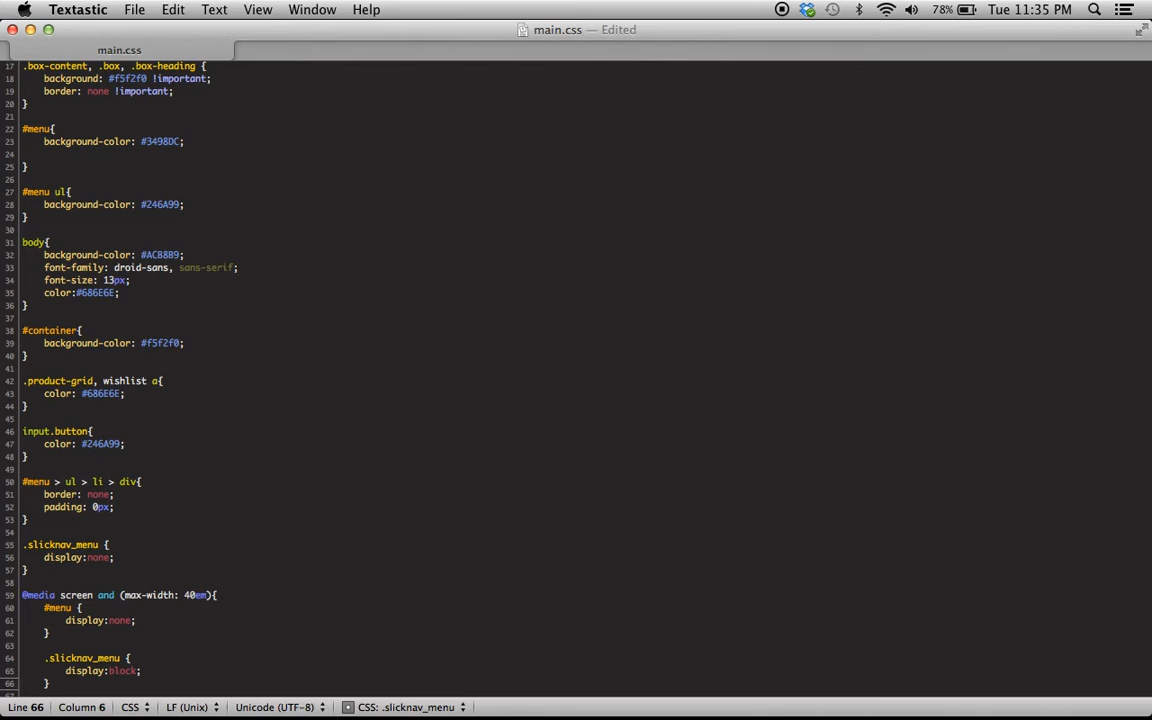 Textastic File Edit Text View Window Help 78% Tue 11:35 PM
main.css — Edited
main.css
17 .box-content, .box, .box-heading {
18 background: #f5f2f0 !important;
19 border: none !important;
20 }
21
22 #menu{
23 background-color: #3498DC;
24
25 }
26
27 #menu ul{
28 background-color: #246A99;
29 }
30
31 body{
32 background-color: #ACB8B9;
33 font-family: droid-sans, sans-serif;
34 font-size: 13px;
35 color:#686E6E;
36 }
37
38 #container{
39 background-color: #f5f2f0;
40 }
41
42 .product-grid, wishlist a{
43 color: #686E6E;
44 }
45
46 input.button{
47 color: #246A99;
48 }
49
50 #menu > ul > li > div{
51 border: none;
52 padding: 0px;
53 }
54
55 .slicknav_menu {
56 display:none;
57 }
58
59 @media screen and (max-width: 40em){
60 #menu {
61 display:none;
62 }
63
64 .slicknav_menu {
65 display:block;
66 }
67
Line 66 Column 6 CSS LF (Unix) Unicode (UTF-8) CSS: .slicknav_menu